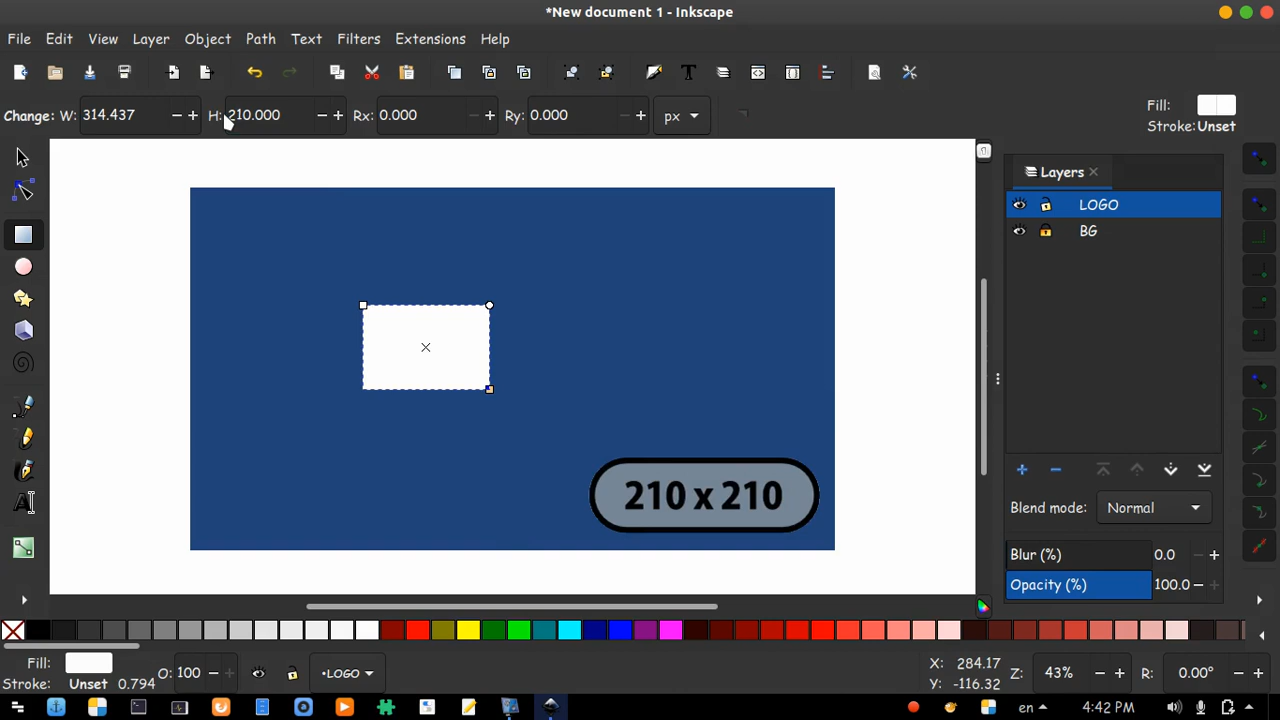 *New document 1 - Inkscape
File Edit View Layer Object Path Text Filters Extensions Help
Change: W: 314.437 H: 210.000 Rx: 0.000 Ry: 0.000 px
Fill:
Stroke: Unset
Layers
LOGO
BG
210 x 210
Blend mode: Normal
Blur (%) 0.0
Opacity (%) 100.0
Fill:
Stroke: Unset 0.794
O: 100
•LOGO
X: 284.17
Y: -116.32
Z: 43%
R: 0.00°
en
4:42 PM